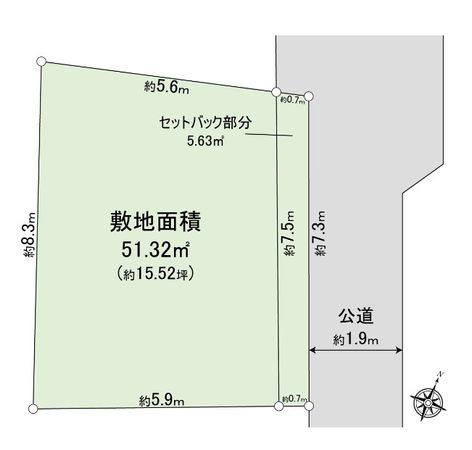 約5.6m
約0.7m
セットバック部分
5.63㎡
約8.3m
敷地面積
51.32㎡
（約15.52坪）
約7.5m
約7.3m
公道
約1.9m
約5.9m
約0.7m
N